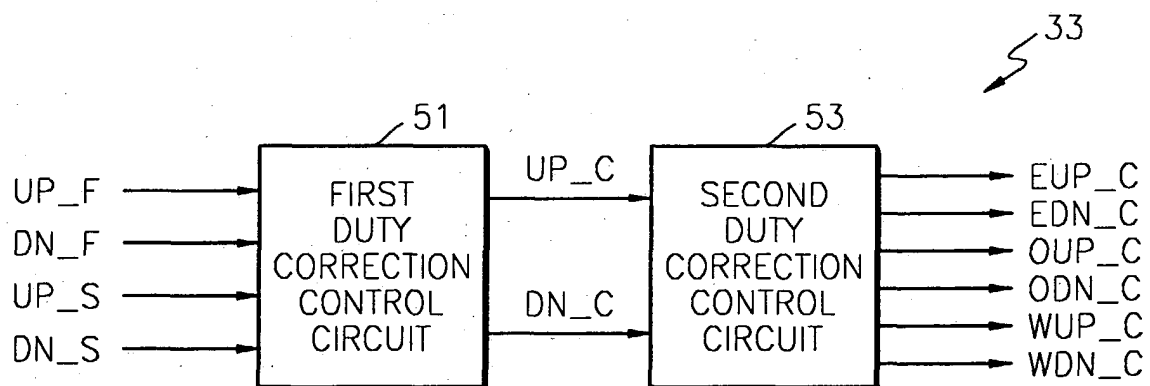 33
51
53
UP_F
DN_F
UP_S
DN_S
FIRST
DUTY
CORRECTION
CONTROL
CIRCUIT
UP_C
DN_C
SECOND
DUTY
CORRECTION
CONTROL
CIRCUIT
EUP_C
EDN_C
OUP_C
ODN_C
WUP_C
WDN_C